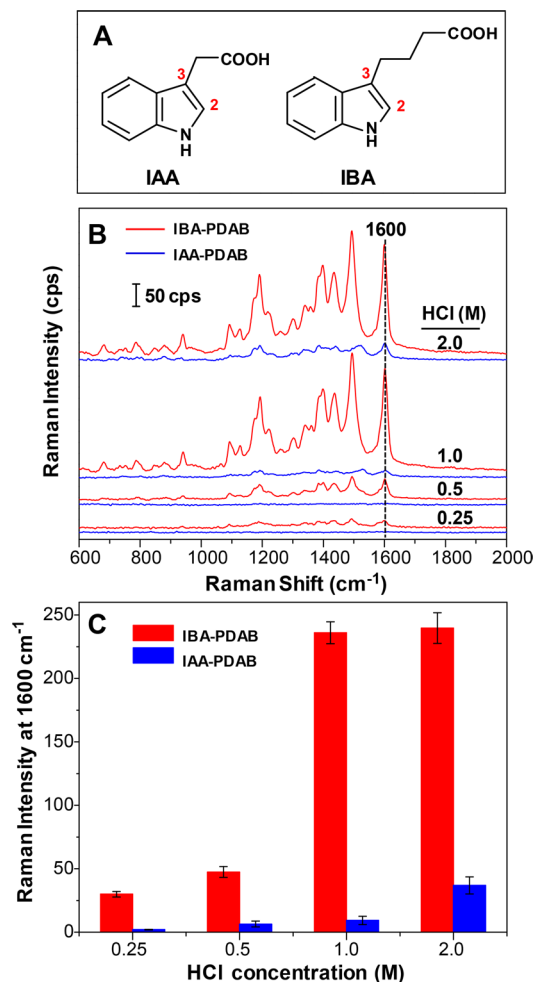 A
COOH
3
2
N
H
IAA
COOH
3
2
N
H
IBA
B
IBA-PDAB
IAA-PDAB
50 cps
1600
HCl (M)
2.0
1.0
0.5
0.25
Raman Intensity (cps)
600 800 1000 1200 1400 1600 1800 2000
Raman Shift (cm-1)
C
IBA-PDAB
IAA-PDAB
Raman Intensity at 1600 cm-1
250
200
150
100
50
0
0.25 0.5 1.0 2.0
HCl concentration (M)